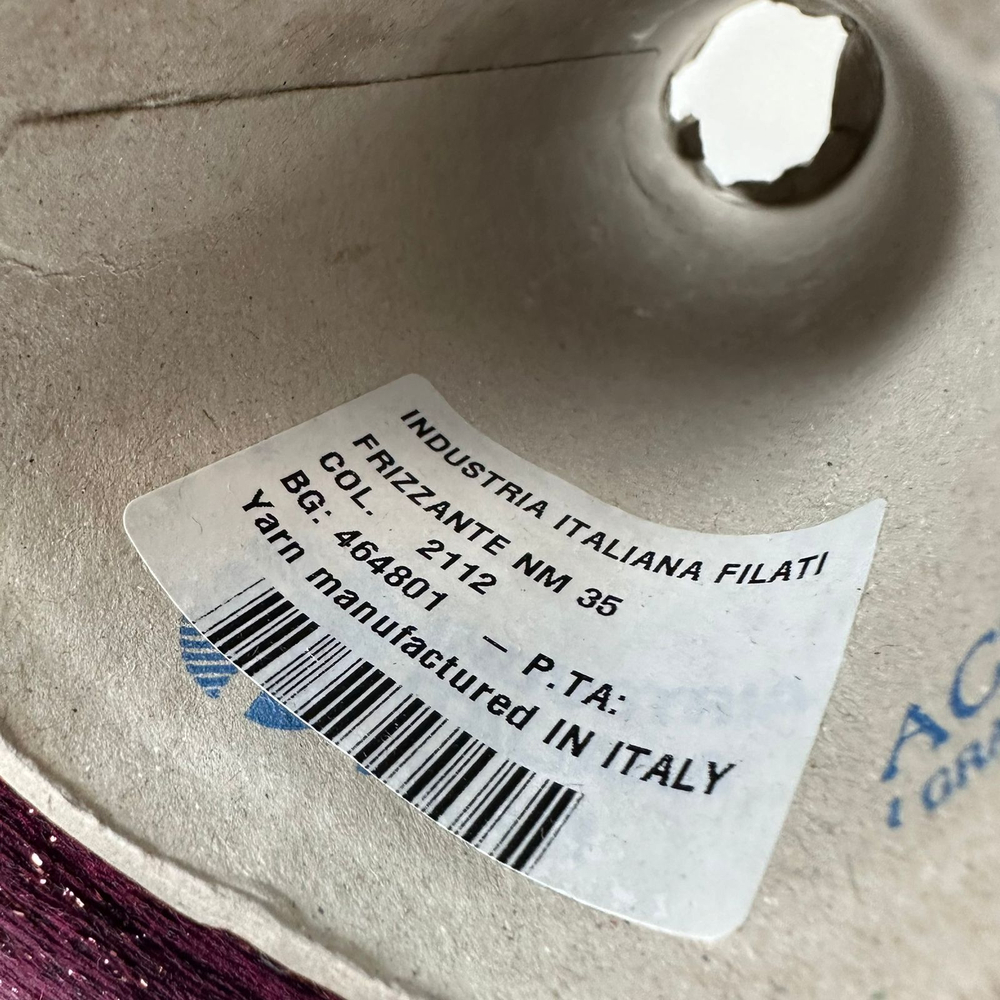 INDUSTRIA ITALIANA FILATI
FRIZZANTE NM 35
COL. 2112
BG: 464801 — P.TA:
Yarn manufactured IN ITALY